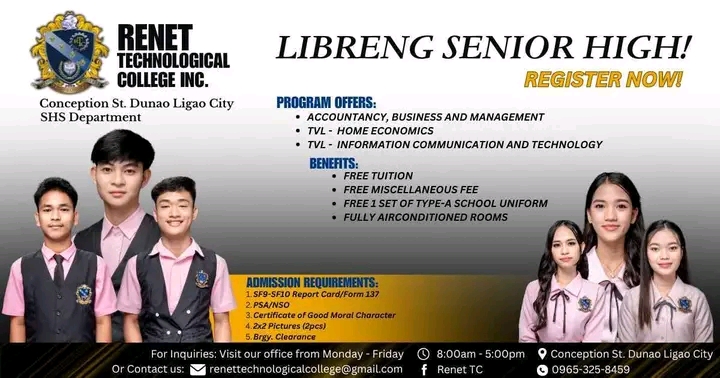 RENET
TECHNOLOGICAL
COLLEGE INC.
Conception St. Dunao Ligao City
SHS Department
LIBRENG SENIOR HIGH!
REGISTER NOW!
PROGRAM OFFERS:
• ACCOUNTANCY, BUSINESS AND MANAGEMENT
• TVL - HOME ECONOMICS
• TVL - INFORMATION COMMUNICATION AND TECHNOLOGY
BENEFITS:
• FREE TUITION
• FREE MISCELLANEOUS FEE
• FREE 1 SET OF TYPE-A SCHOOL UNIFORM
• FULLY AIRCONDITIONED ROOMS
ADMISSION REQUIREMENTS:
1. SF9-SF10 Report Card/Form 137
2. PSA/NSO
3. Certificate of Good Moral Character
4. 2x2 Pictures (2pcs)
5. Brgy. Clearance
For Inquiries: Visit our office from Monday - Friday 8:00am - 5:00pm Conception St. Dunao Ligao City
Or Contact us: renettechnologicalcollege@gmail.com Renet TC 0965-325-8459